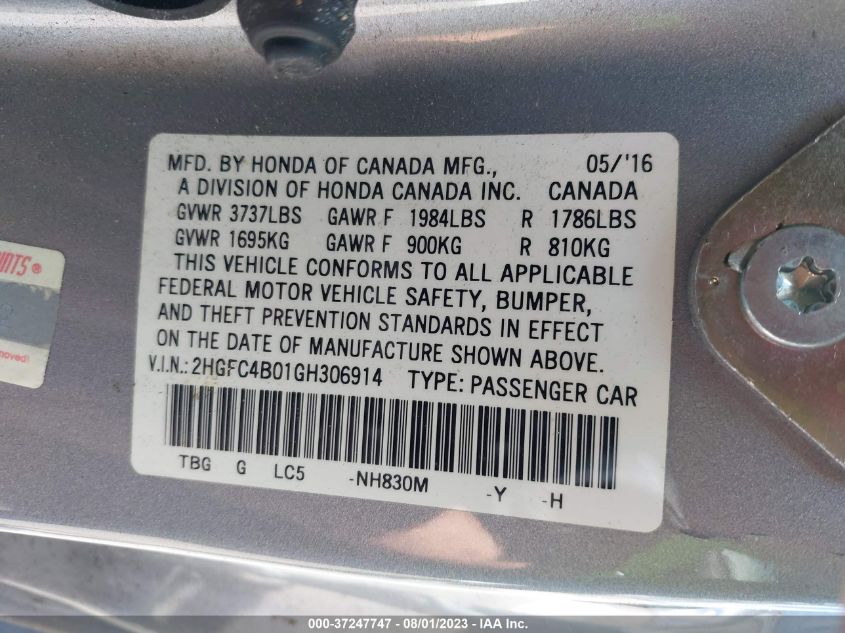 MFD. BY HONDA OF CANADA MFG., 05/'16
A DIVISION OF HONDA CANADA INC. CANADA
GVWR 3737LBS GAWR F 1984LBS R 1786LBS
GVWR 1695KG GAWR F 900KG R 810KG
THIS VEHICLE CONFORMS TO ALL APPLICABLE
FEDERAL MOTOR VEHICLE SAFETY, BUMPER,
AND THEFT PREVENTION STANDARDS IN EFFECT
ON THE DATE OF MANUFACTURE SHOWN ABOVE.
V.I.N.: 2HGFC4B01GH306914 TYPE: PASSENGER CAR
TBG G LC5 -NH830M -Y -H
000-37247747 - 08/01/2023 - IAA Inc.